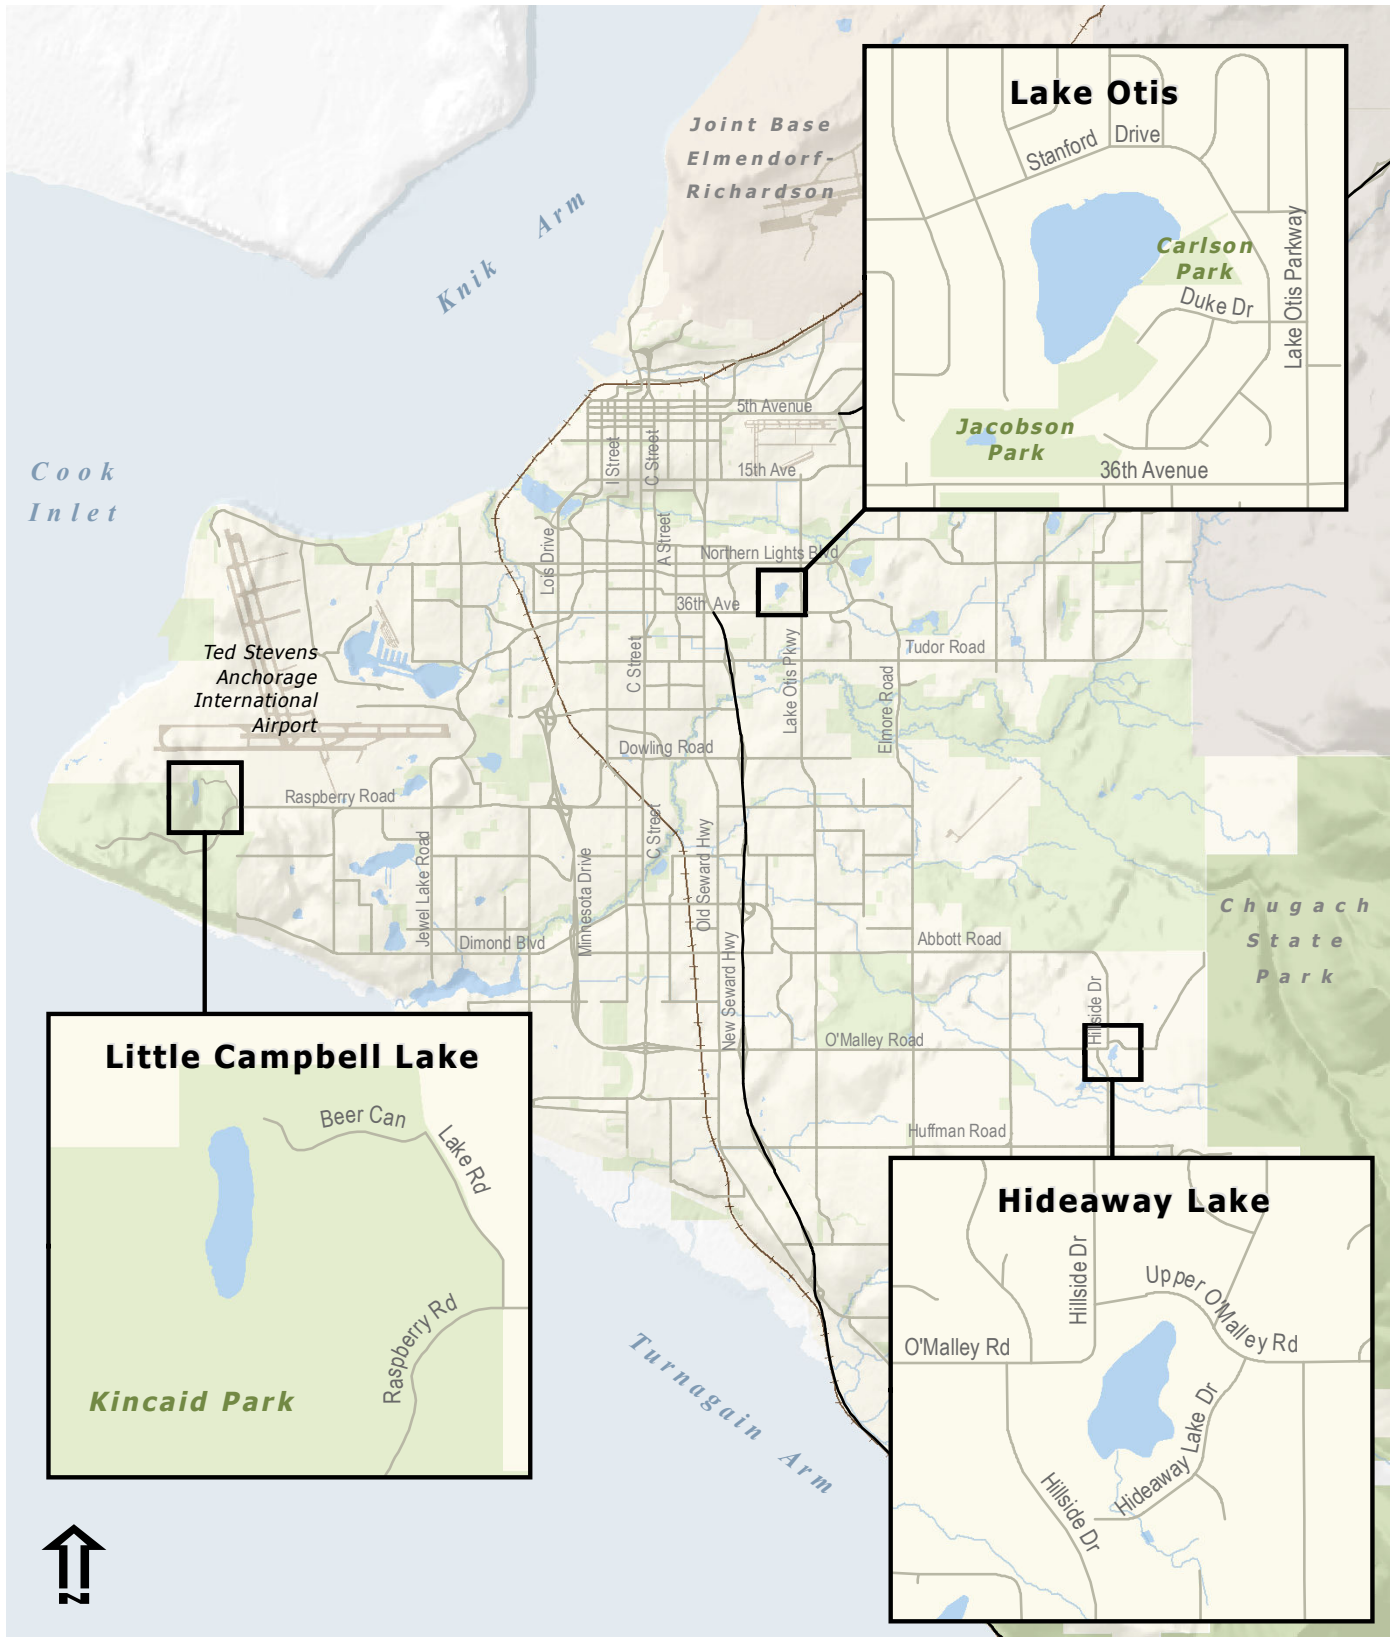 Lake Otis
Stanford Drive
Carlson
Park
Duke Dr
Lake Otis Parkway
Jacobson
Park
36th Avenue
Joint Base
Elmendorf-
Richardson
Knik Arm
Cook
Inlet
5th Avenue
I Street
C Street
15th Ave
A Street
Lois Drive
Northern Lights Blvd
36th Ave
Ted Stevens
Anchorage
International
Airport
C Street
Lake Otis Pkwy
Tudor Road
Elmore Road
Dowling Road
Raspberry Road
C Street
Old Seward Hwy
Jewel Lake Road
Minnesota Drive
Dimond Blvd
New Seward Hwy
Abbott Road
Chugach
State
Park
Hillside Dr
O'Malley Road
Huffman Road
Little Campbell Lake
Beer Can
Lake Rd
Raspberry Rd
Kincaid Park
Turnagain Arm
Hideaway Lake
Hillside Dr
Upper O'Malley Rd
O'Malley Rd
Hideaway Lake Dr
Hillside Dr
N